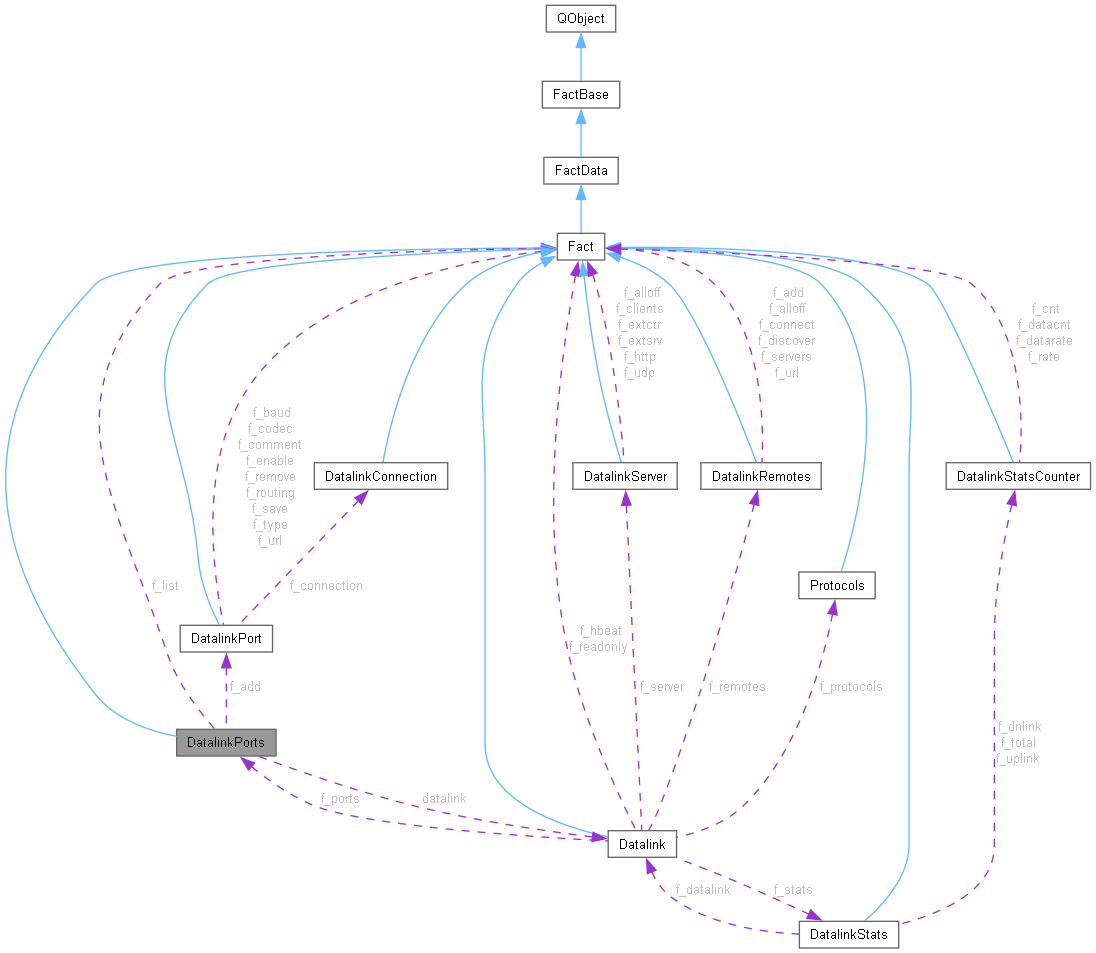 QObject
FactBase
FactData
Fact
f_alloff
f_clients
f_extctr
f_extsrv
f_http
f_udp
f_add
f_alloff
f_connect
f_discover
f_servers
f_url
f_cnt
f_datacnt
f_datarate
f_rate
f_baud
f_codec
f_comment
f_enable
f_remove
f_routing
f_save
f_type
f_url
DatalinkConnection
DatalinkServer
DatalinkRemotes
DatalinkStatsCounter
f_list
f_connection
Protocols
DatalinkPort
f_hbeat
f_readonly
f_add
f_server
f_remotes
f_protocols
DatalinkPorts
f_dnlink
f_total
f_uplink
f_ports
datalink
Datalink
f_datalink
f_stats
DatalinkStats